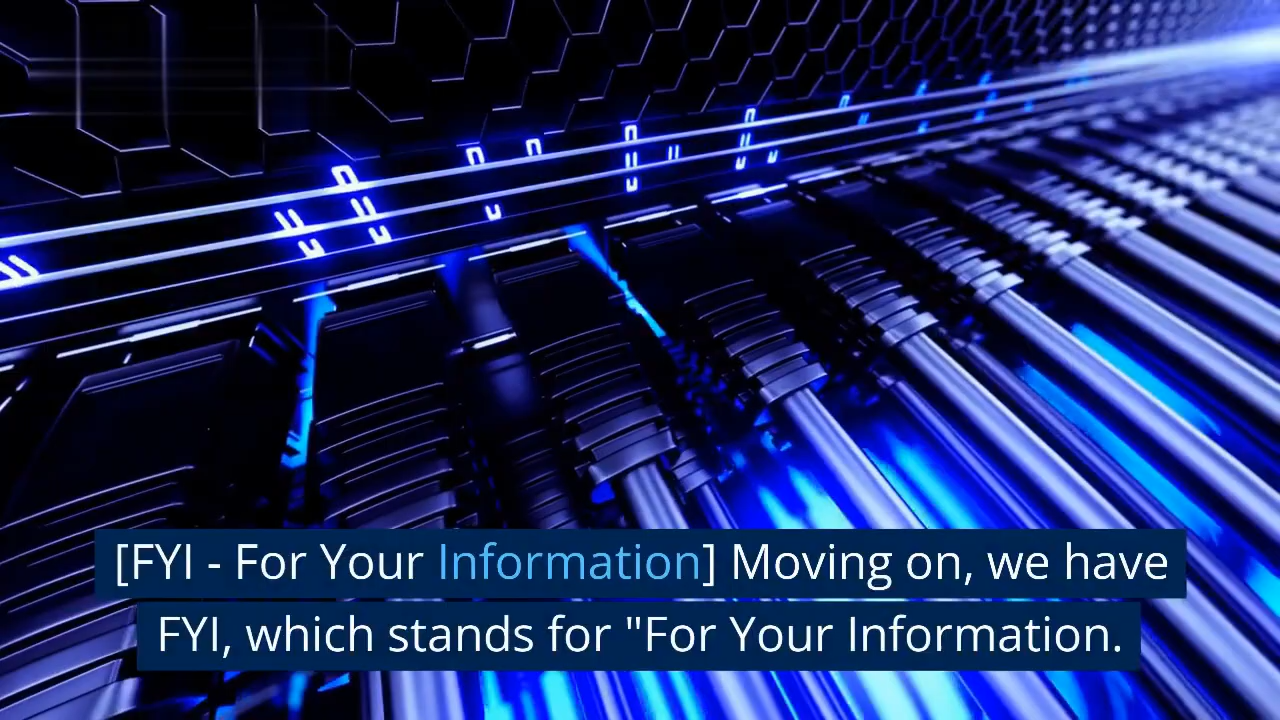 [FYI - For Your Information] Moving on, we have
FYI, which stands for "For Your Information.